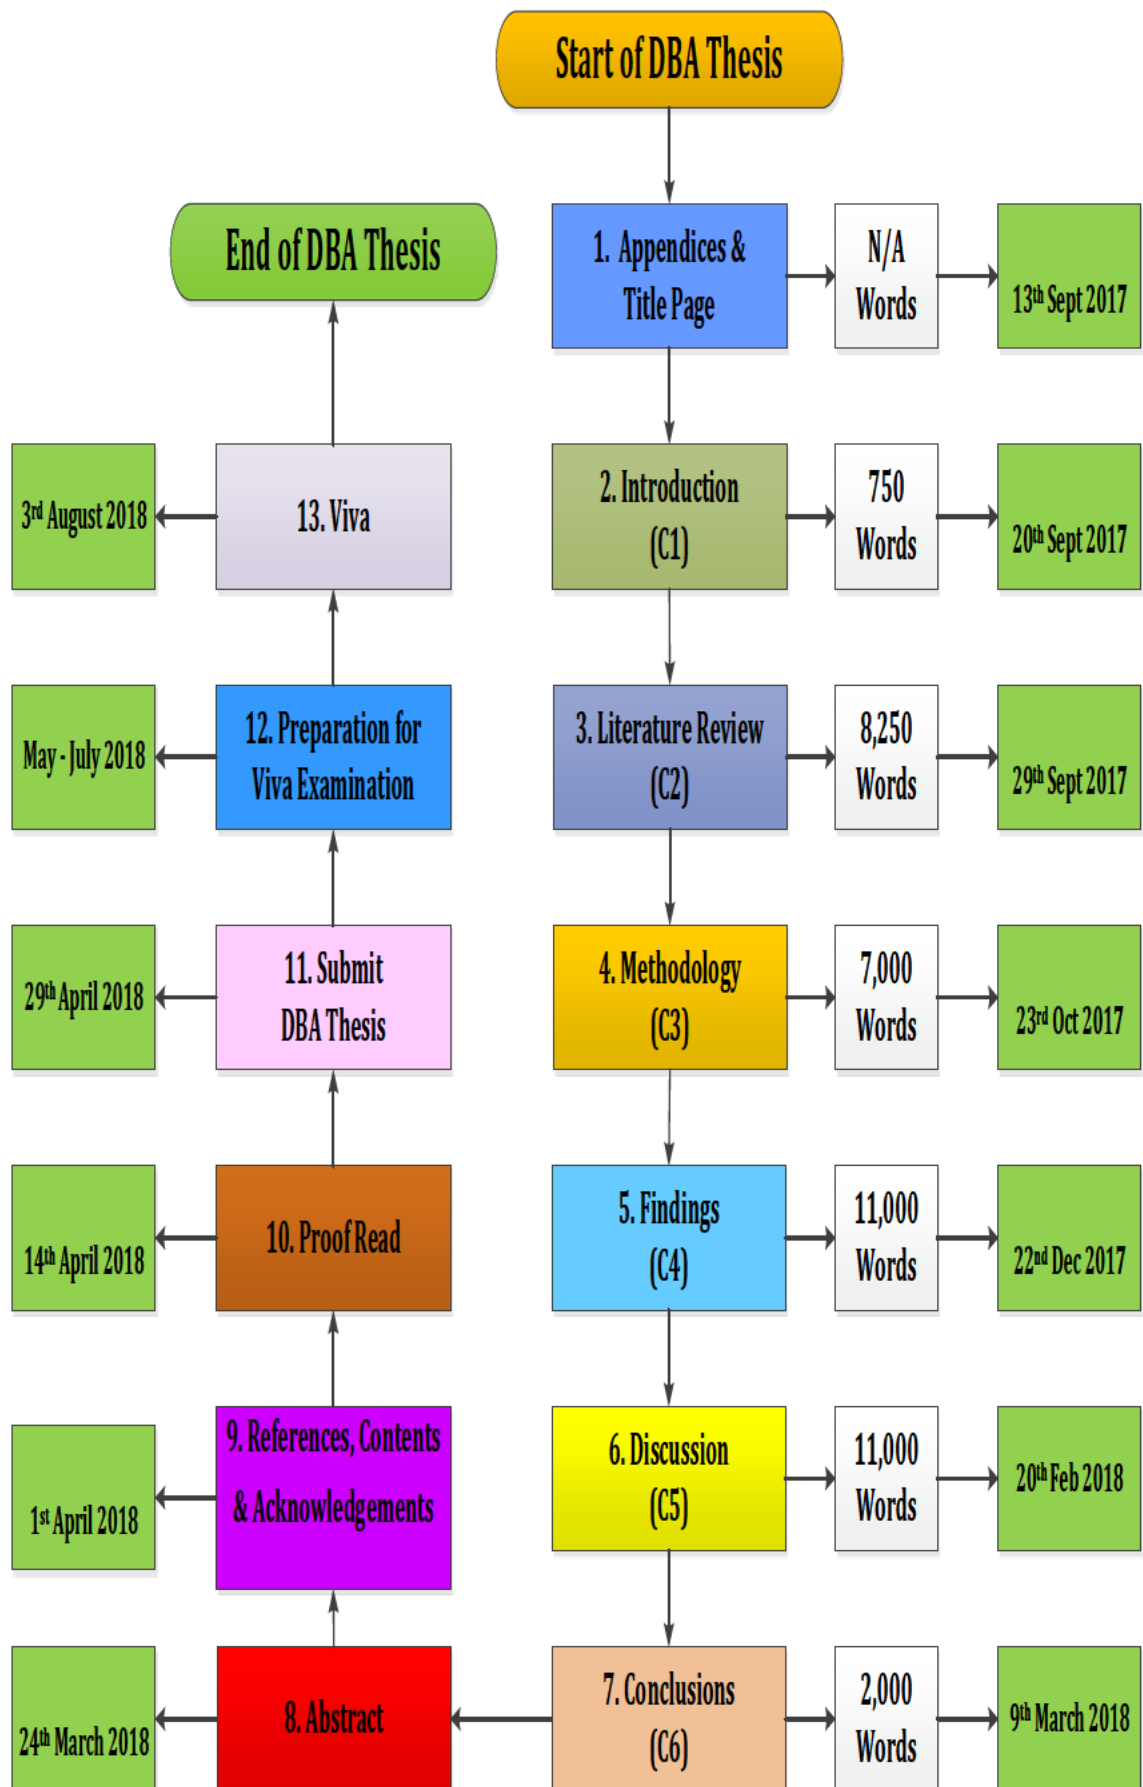 Start of DBA Thesis
1. Appendices &
Title Page
N/A
Words
13th Sept 2017
2. Introduction
(C1)
750
Words
20th Sept 2017
3. Literature Review
(C2)
8,250
Words
29th Sept 2017
4. Methodology
(C3)
7,000
Words
23rd Oct 2017
5. Findings
(C4)
11,000
Words
22nd Dec 2017
6. Discussion
(C5)
11,000
Words
20th Feb 2018
7. Conclusions
(C6)
2,000
Words
9th March 2018
8. Abstract
24th March 2018
9. References, Contents
& Acknowledgements
1st April 2018
10. Proof Read
14th April 2018
11. Submit
DBA Thesis
29th April 2018
12. Preparation for
Viva Examination
May - July 2018
13. Viva
3rd August 2018
End of DBA Thesis